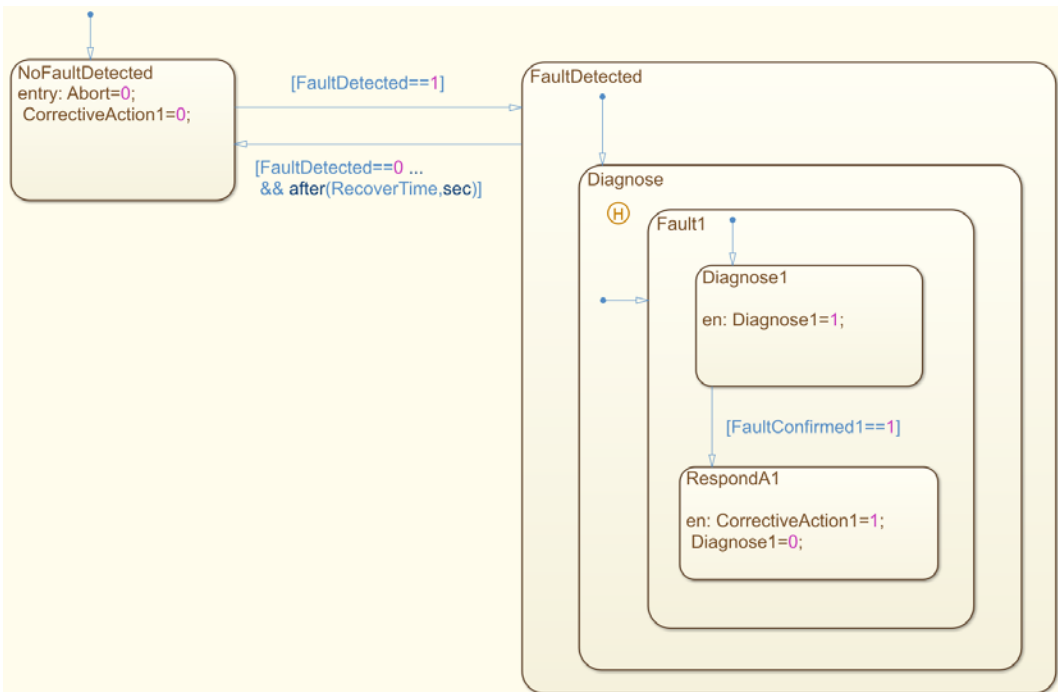 NoFaultDetected
entry: Abort=0;
CorrectiveAction1=0;
[FaultDetected==1]
[FaultDetected==0 ...
&& after(RecoverTime,sec)]
FaultDetected
Diagnose
H
Fault1
Diagnose1
en: Diagnose1=1;
[FaultConfirmed1==1]
RespondA1
en: CorrectiveAction1=1;
Diagnose1=0;